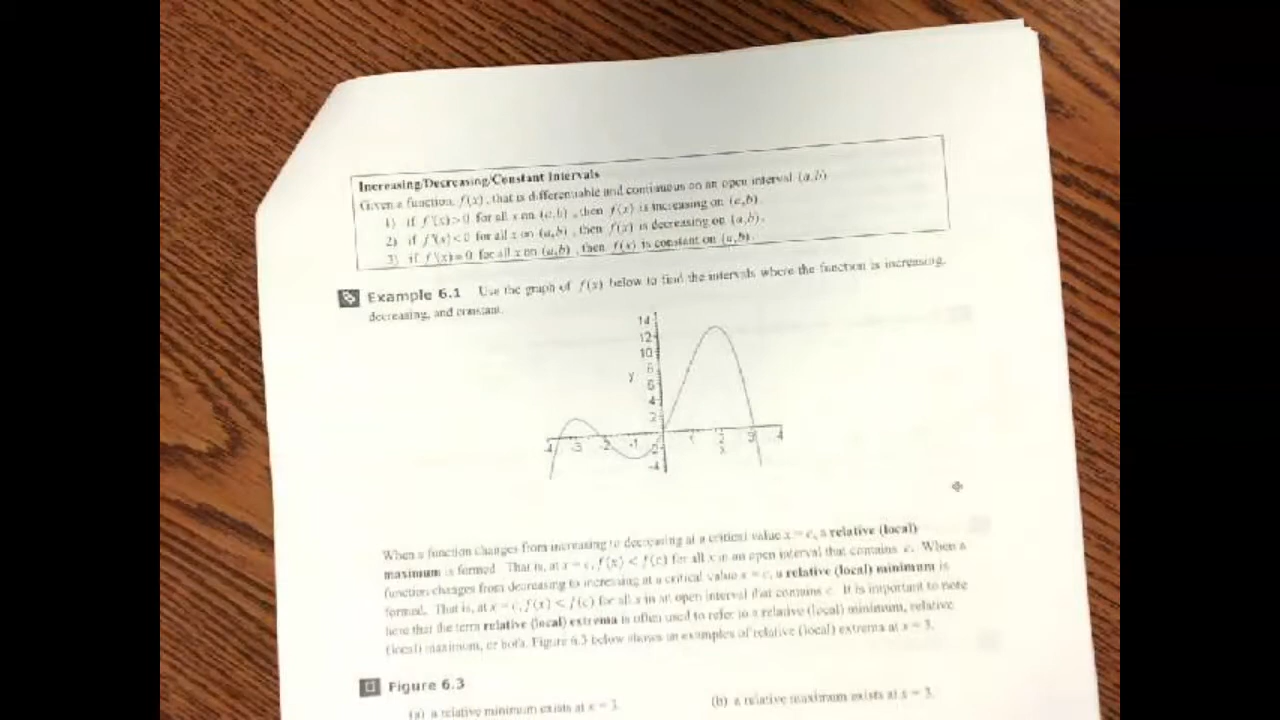 Increasing/Decreasing/Constant Intervals
Given a function, f(x), that is differentiable and continuous on an open interval (a,b)
1) if f'(x)>0 for all x on (a,b), then f(x) is increasing on (a,b).
2) if f'(x)<0 for all x on (a,b), then f(x) is decreasing on (a,b).
3) if f'(x)=0 for all x on (a,b), then f(x) is constant on (a,b).
Example 6.1 Use the graph of f(x) below to find the intervals where the function is increasing,
decreasing, and constant.
14
12
10
8
y
6
4
2
-4 -3 -2 -1 1 2 3 4
-2
x
-4
When a function changes from increasing to decreasing at a critical value x = c, a relative (local)
maximum is formed. That is, at x = c, f(x) < f(c) for all x in an open interval that contains c. When a
function changes from decreasing to increasing at a critical value x = c, a relative (local) minimum is
formed. That is, at x = c, f(x) < f(c) for all x in an open interval that contains c. It is important to note
here that the term relative (local) extrema is often used to refer to a relative (local) minimum, relative
(local) maximum, or both. Figure 6.3 below shows an examples of relative (local) extrema at x = 3.
Figure 6.3
(a) a relative minimum exists at x = 3. (b) a relative maximum exists at x = 3.